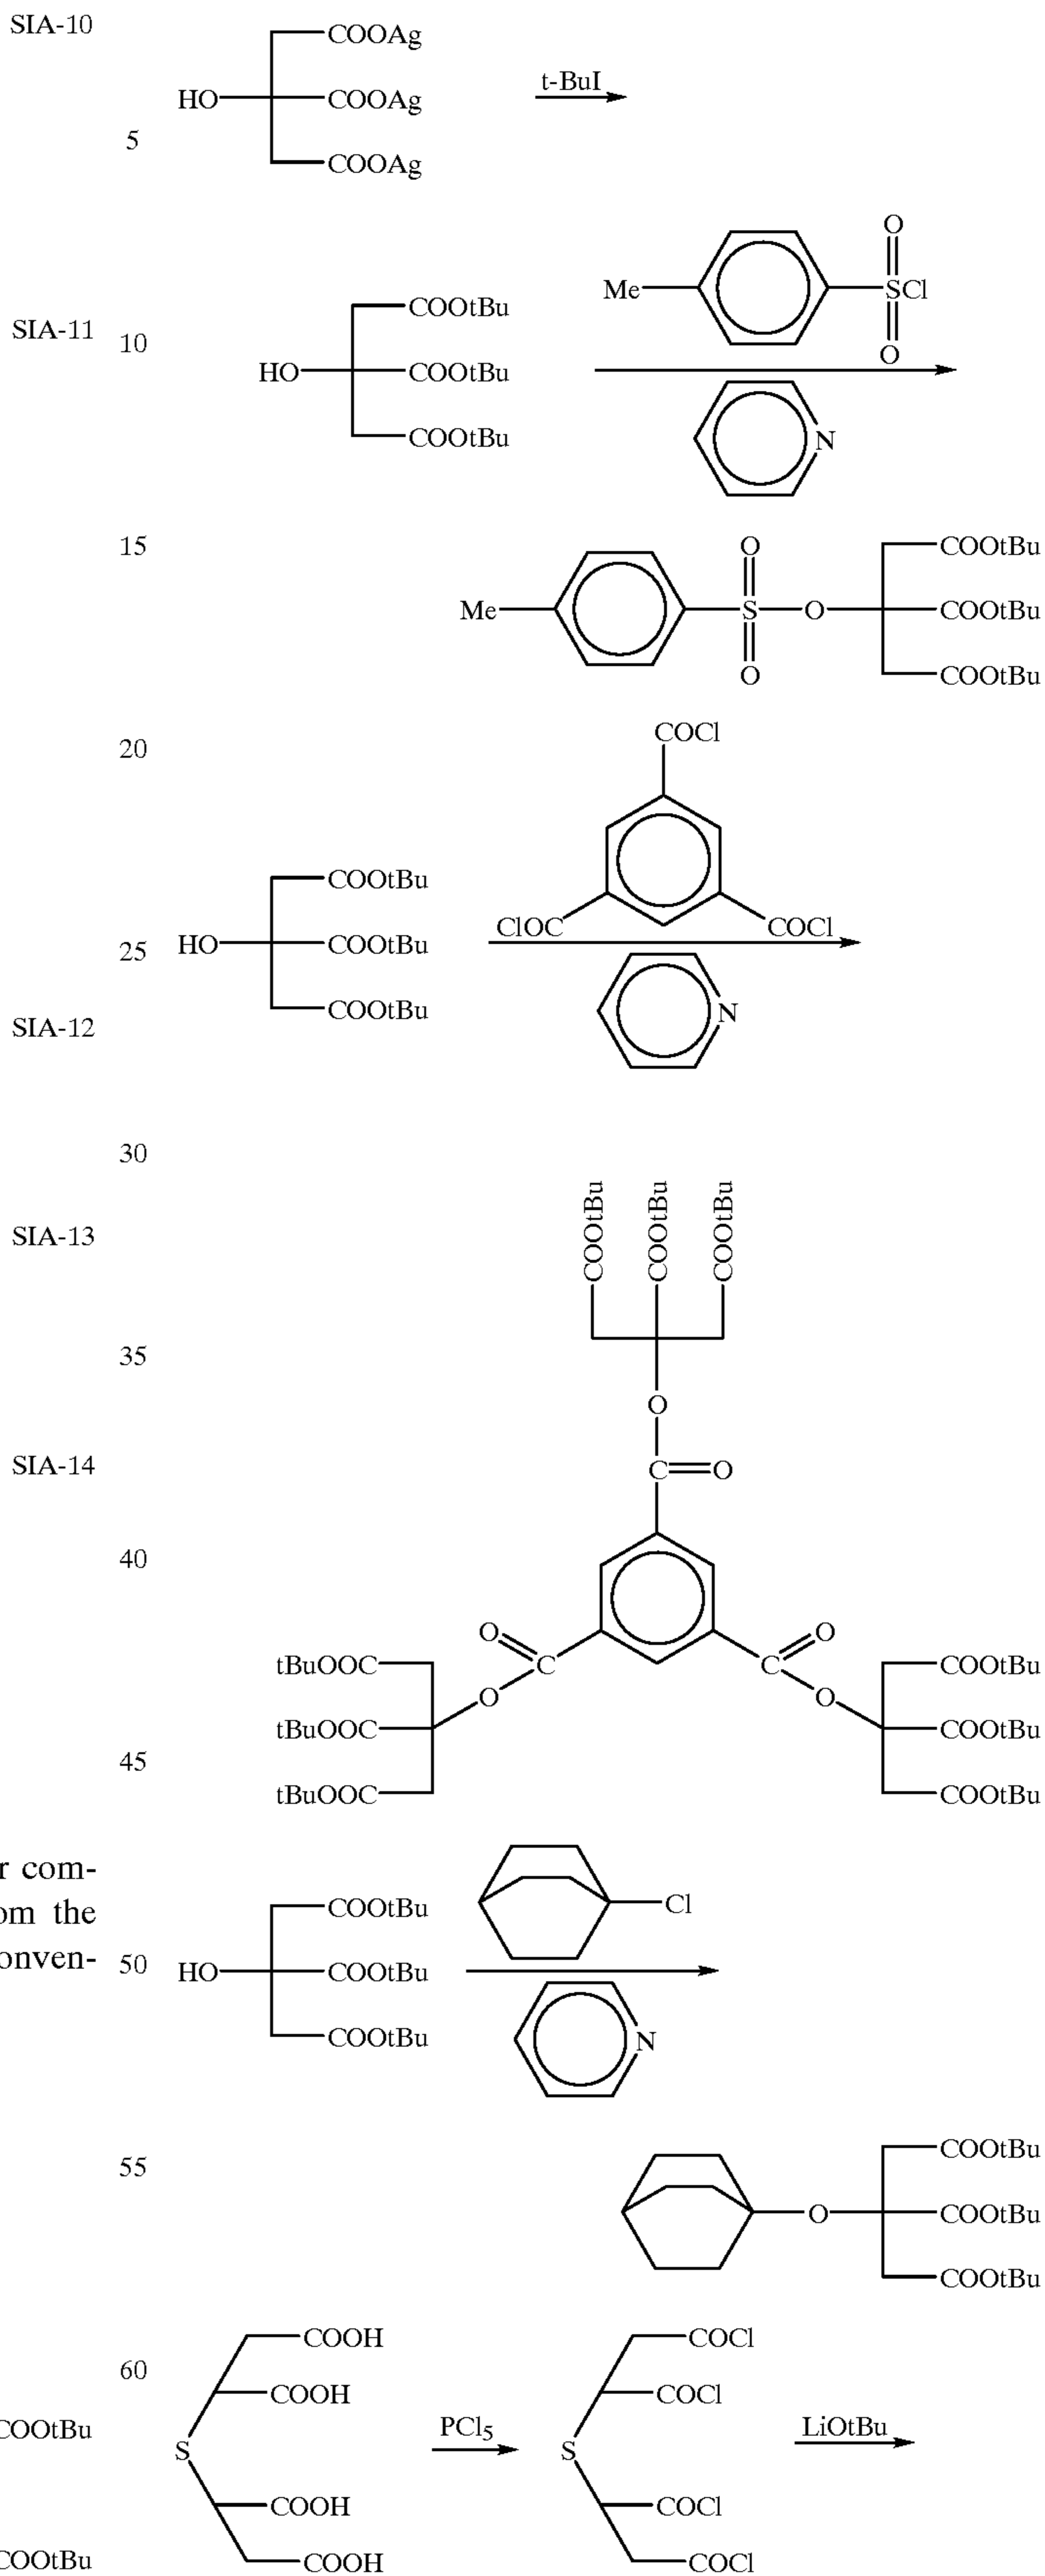 SIA-10
COOAg
t-BuI
HO COOAg
5
COOAg
O
Me SCl
COOtBu
SIA-11
10
O
HO COOtBu
COOtBu
N
15
O
COOtBu
Me S O COOtBu
O
COOtBu
20
COCl
COOtBu
ClOC COCl
25
HO COOtBu
COOtBu
N
SIA-12
30
COOtBu COOtBu COOtBu
SIA-13
35
O
SIA-14
C O
40
O O
tBuOOC C C COOtBu
O O
tBuOOC COOtBu
45
tBuOOC COOtBu
r com-
COOtBu
Cl
om the
50
HO COOtBu
onven-
COOtBu
N
55
COOtBu
O COOtBu
COOtBu
COOH COCl
60
COOH COCl
COOtBu
PCl5
LiOtBu
S S
COOH COCl
COOtBu
COOH COCl